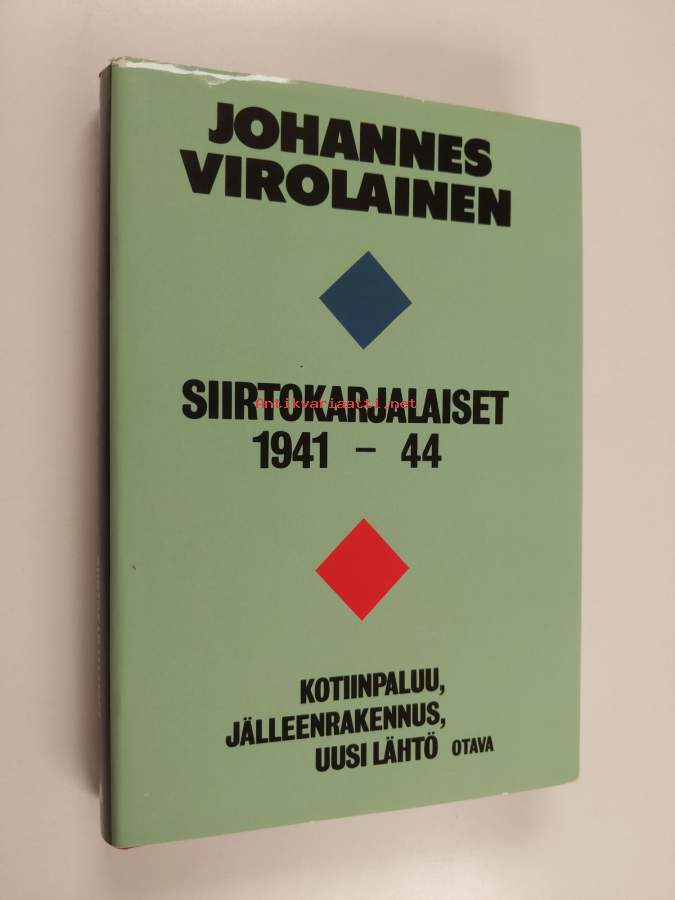 JOHANNES
VIROLAINEN
SIIRTOKARJALAISET
antikvariaatti.net
1941 – 44
KOTIINPALUU,
JÄLLEENRAKENNUS,
UUSI LÄHTÖ OTAVA